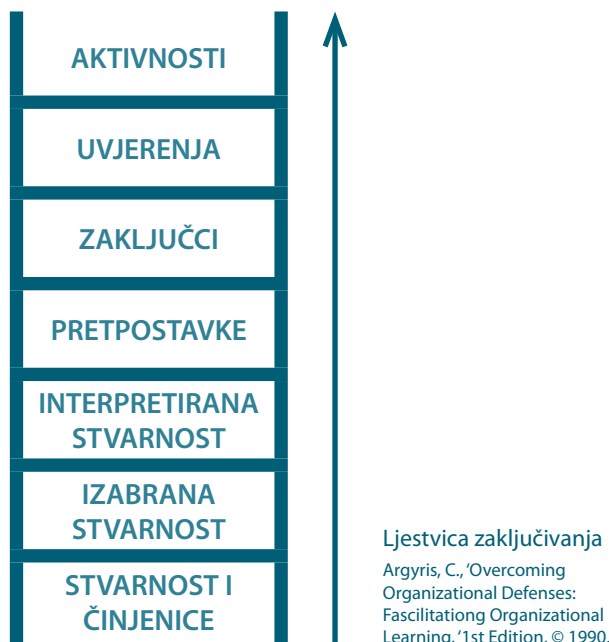 AKTIVNOSTI
UVJERENJA
ZAKLJUČCI
PRETPOSTAVKE
INTERPRETIRANA
STVARNOST
IZABRANA
STVARNOST
STVARNOST I
ČINJENICE
Ljestvica zaključivanja
Argyris, C., ‘Overcoming
Organizational Defenses:
Fascilitationg Organizational
Learning, ‘1st Edition, © 1990.